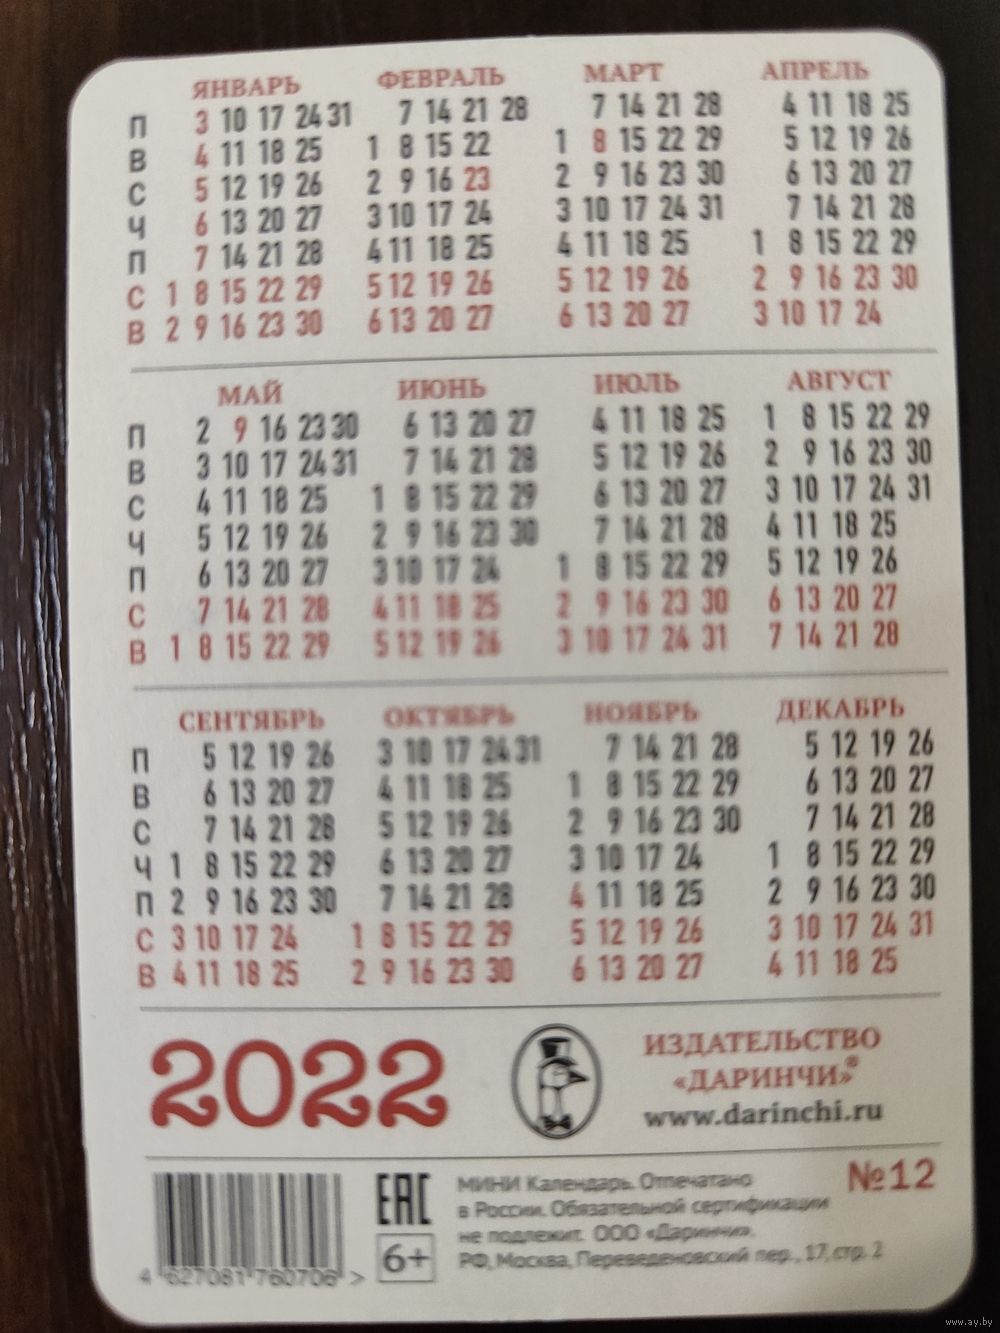 ЯНВАРЬ ФЕВРАЛЬ МАРТ АПРЕЛЬ
П 3 10 17 24 31 7 14 21 28 7 14 21 28 4 11 18 25
В 4 11 18 25 1 8 15 22 1 8 15 22 29 5 12 19 26
С 5 12 19 26 2 9 16 23 2 9 16 23 30 6 13 20 27
Ч 6 13 20 27 3 10 17 24 3 10 17 24 31 7 14 21 28
П 7 14 21 28 4 11 18 25 4 11 18 25 1 8 15 22 29
С 1 8 15 22 29 5 12 19 26 5 12 19 26 2 9 16 23 30
В 2 9 16 23 30 6 13 20 27 6 13 20 27 3 10 17 24
МАЙ ИЮНЬ ИЮЛЬ АВГУСТ
П 2 9 16 23 30 6 13 20 27 4 11 18 25 1 8 15 22 29
В 3 10 17 24 31 7 14 21 28 5 12 19 26 2 9 16 23 30
С 4 11 18 25 1 8 15 22 29 6 13 20 27 3 10 17 24 31
Ч 5 12 19 26 2 9 16 23 30 7 14 21 28 4 11 18 25
П 6 13 20 27 3 10 17 24 1 8 15 22 29 5 12 19 26
С 7 14 21 28 4 11 18 25 2 9 16 23 30 6 13 20 27
В 1 8 15 22 29 5 12 19 26 3 10 17 24 31 7 14 21 28
СЕНТЯБРЬ ОКТЯБРЬ НОЯБРЬ ДЕКАБРЬ
П 5 12 19 26 3 10 17 24 31 7 14 21 28 5 12 19 26
В 6 13 20 27 4 11 18 25 1 8 15 22 29 6 13 20 27
С 7 14 21 28 5 12 19 26 2 9 16 23 30 7 14 21 28
Ч 1 8 15 22 29 6 13 20 27 3 10 17 24 1 8 15 22 29
П 2 9 16 23 30 7 14 21 28 4 11 18 25 2 9 16 23 30
С 3 10 17 24 1 8 15 22 29 5 12 19 26 3 10 17 24 31
В 4 11 18 25 2 9 16 23 30 6 13 20 27 4 11 18 25
2022
ИЗДАТЕЛЬСТВО
«ДАРИНЧИ»®
www.darinchi.ru
№12
ЕАС
6+
МИНИ Календарь. Отпечатано
в России. Обязательной сертификации
не подлежит. ООО «Даринчи».
РФ, Москва, Переведеновский пер., 17, стр. 2
4 627081 760706 >
www.ay.by